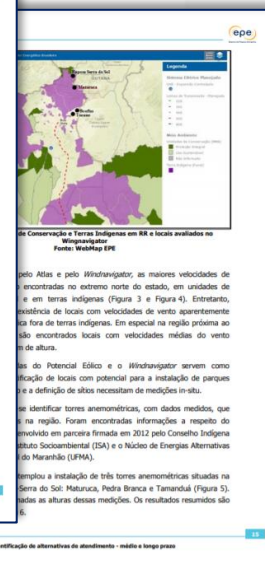 epe
Legenda
Sistema Elétrico Planejado
Maturuca
de Conservação e Terras Indígenas em RR e locais avaliados no
Wingnavigator
Fonte: WebMap EPE
pelo Atlas e pelo Windnavigator, as maiores velocidades de
encontradas no extremo norte do estado, em unidades de
e em terras indígenas (Figura 3 e Figura 4). Entretanto,
existência de locais com velocidades de vento aparentemente
ica fora de terras indígenas. Em especial na região próxima ao
são encontrados locais com velocidades médias do vento
m de altura.
las do Potencial Eólico e o Windnavigator servem como
ificação de locais com potencial para a instalação de parques
o e a definição de sítios necessitam de medições in-situ.
se identificar torres anemométricas, com dados medidos, que
s na região. Foram encontradas informações a respeito do
envolvido em parceria firmada em 2012 pelo Conselho Indígena
stituto Socioambiental (ISA) e o Núcleo de Energias Alternativas
l do Maranhão (UFMA).
templou a instalação de três torres anemométricas situadas na
-Serra do Sol: Maturuca, Pedra Branca e Tamanduá (Figura 5).
nadas as alturas dessas medições. Os resultados resumidos são
6.
15
ntificação de alternativas do atendimento - médio e longo prazo